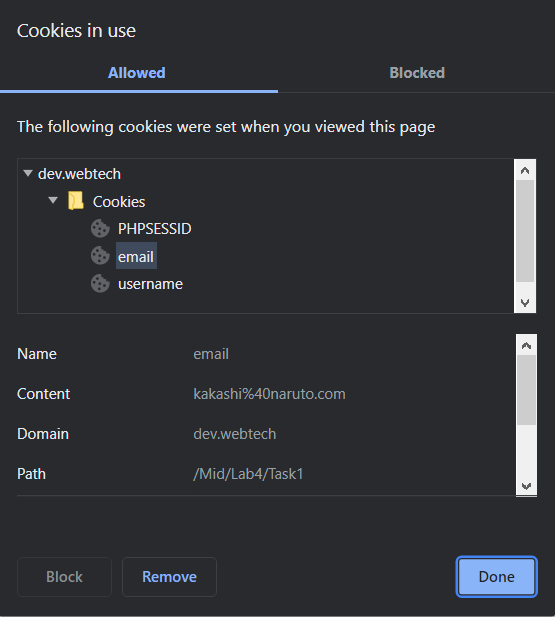 Cookies in use
Allowed Blocked
The following cookies were set when you viewed this page
dev.webtech
Cookies
PHPSESSID
email
username
Name email
Content kakashi%40naruto.com
Domain dev.webtech
Path /Mid/Lab4/Task1
Block Remove Done